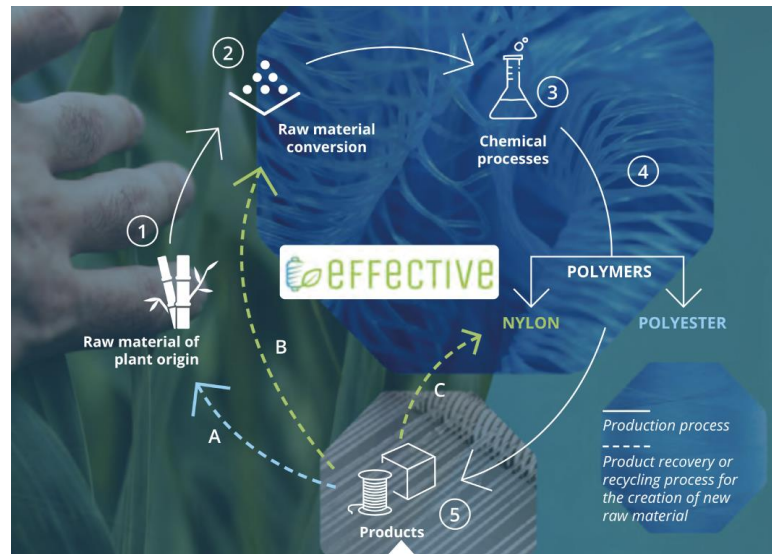 2
3
Raw material
conversion
Chemical
processes
4
1
effective
POLYMERS
NYLON
POLYESTER
Raw material of
plant origin
B
C
A
Production process
Product recovery or
recycling process for
the creation of new
raw material
5
Products